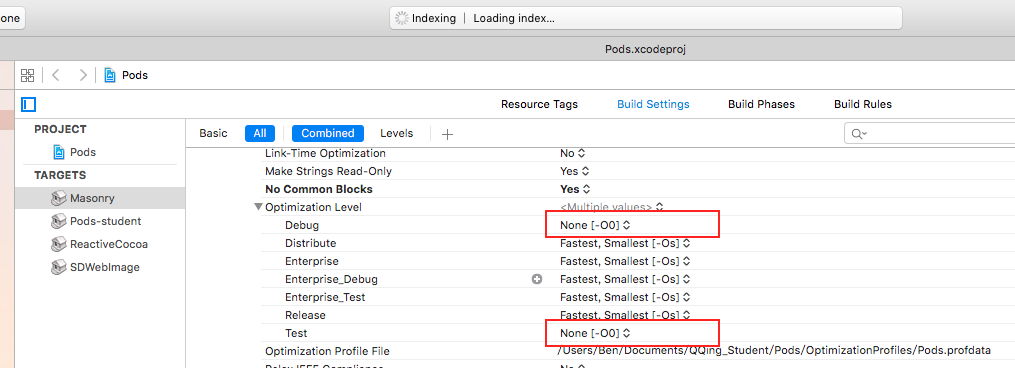 one
Indexing | Loading index...
Pods.xcodeproj
Pods
Resource Tags Build Settings Build Phases Build Rules
PROJECT
Pods
TARGETS
Masonry
Pods-student
ReactiveCocoa
SDWebImage
Basic All Combined Levels +
Link-Time Optimization No
Make Strings Read-Only Yes
No Common Blocks Yes
Optimization Level <Multiple values>
Debug None [-O0]
Distribute Fastest, Smallest [-Os]
Enterprise Fastest, Smallest [-Os]
Enterprise_Debug Fastest, Smallest [-Os]
Enterprise_Test Fastest, Smallest [-Os]
Release Fastest, Smallest [-Os]
Test None [-O0]
Optimization Profile File /Users/Ben/Documents/QQing_Student/Pods/OptimizationProfiles/Pods.profdata